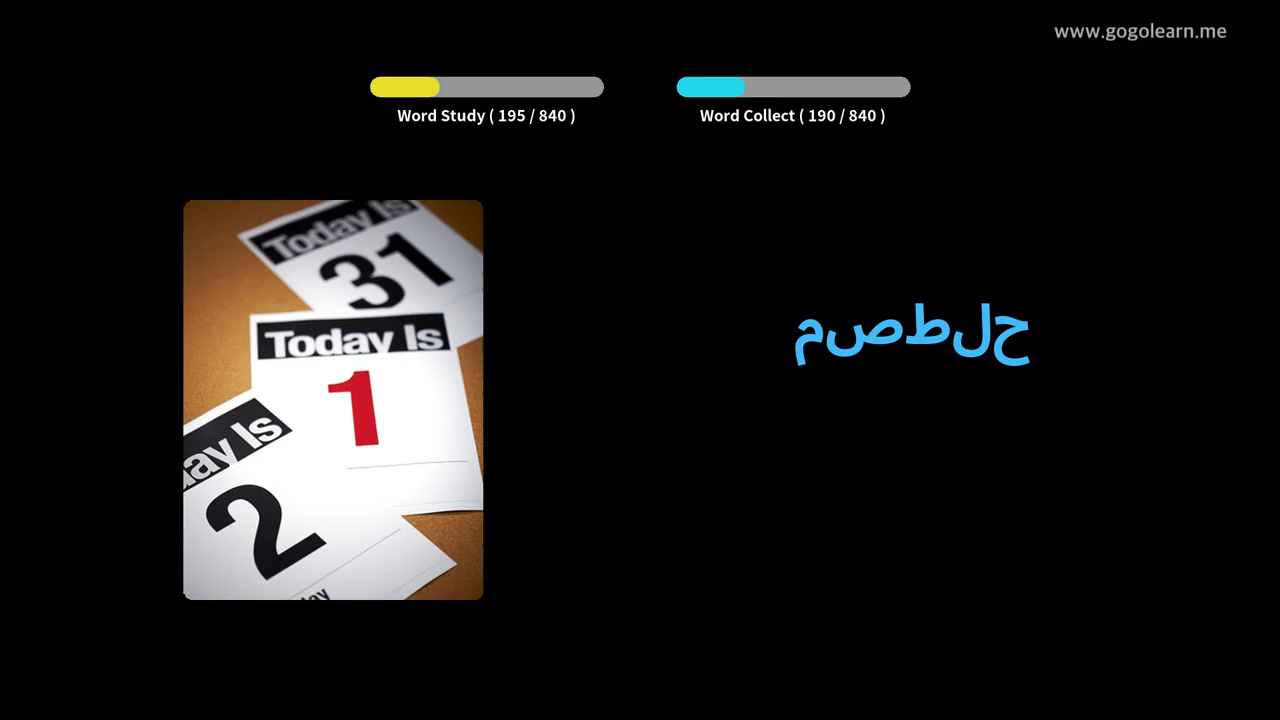 www.gogolearn.me
Word Study ( 195 / 840 )
Word Collect ( 190 / 840 )
Today Is
31
Today Is
1
ay Is
2
حلطصم